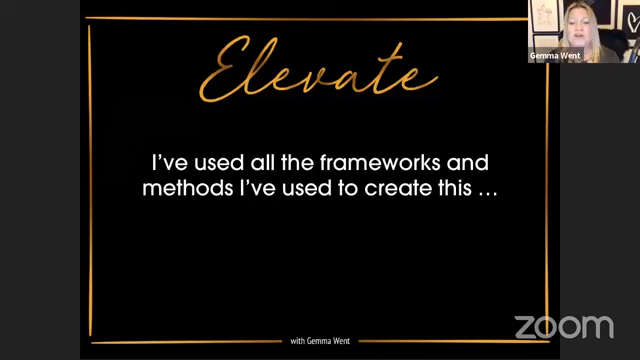 Gemma Went
Elevate
I've used all the frameworks and
methods I've used to create this ...
with Gemma Went
zoom